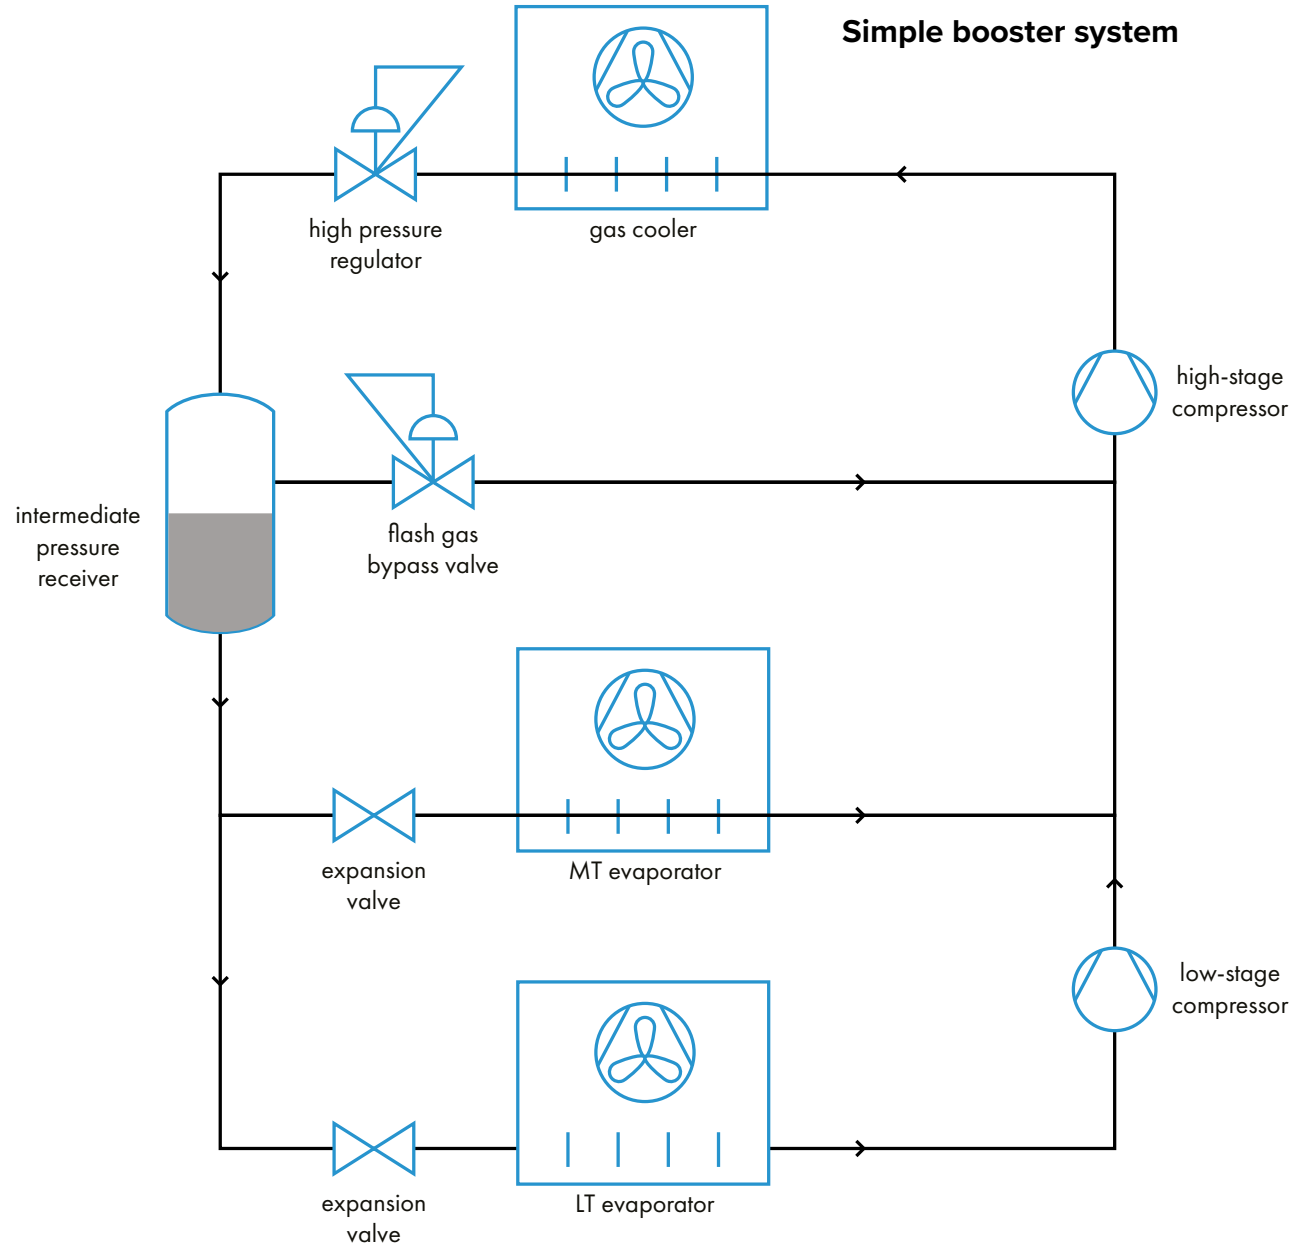 Simple booster system
high pressure
regulator
gas cooler
high-stage
compressor
intermediate
pressure
receiver
flash gas
bypass valve
expansion
valve
MT evaporator
low-stage
compressor
expansion
valve
LT evaporator